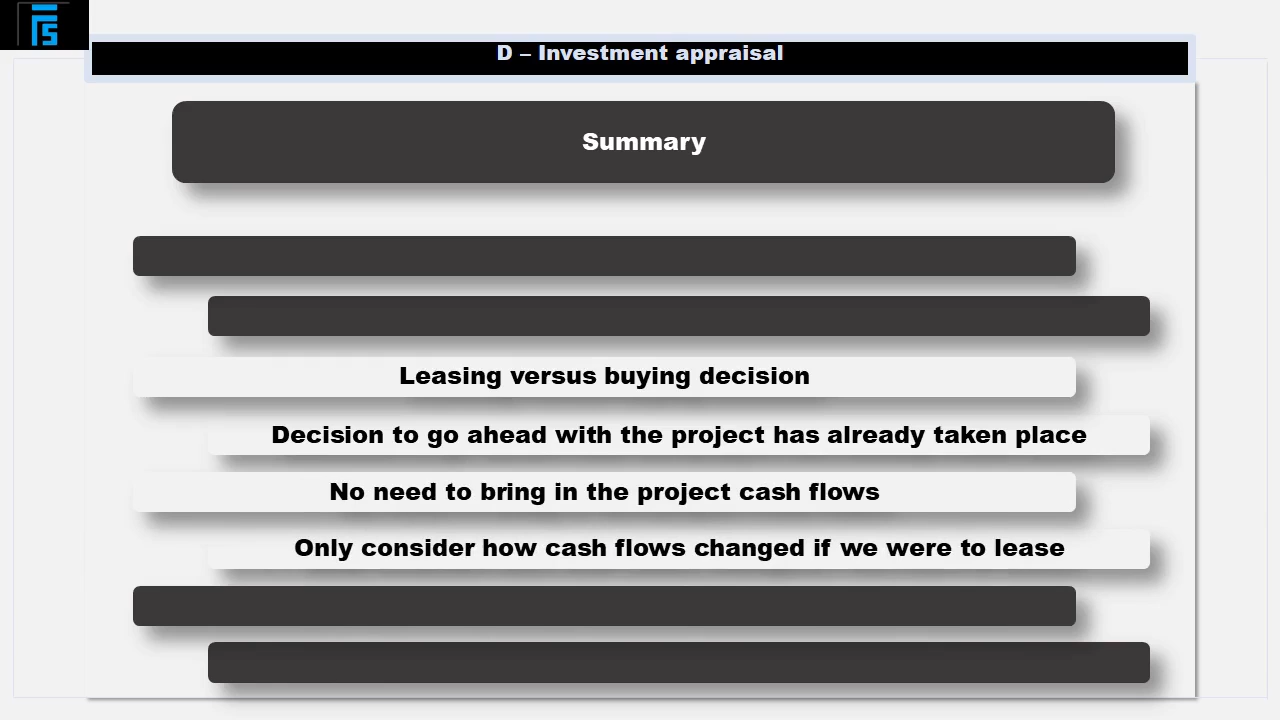 D – Investment appraisal
Summary
Leasing versus buying decision
Decision to go ahead with the project has already taken place
No need to bring in the project cash flows
Only consider how cash flows changed if we were to lease